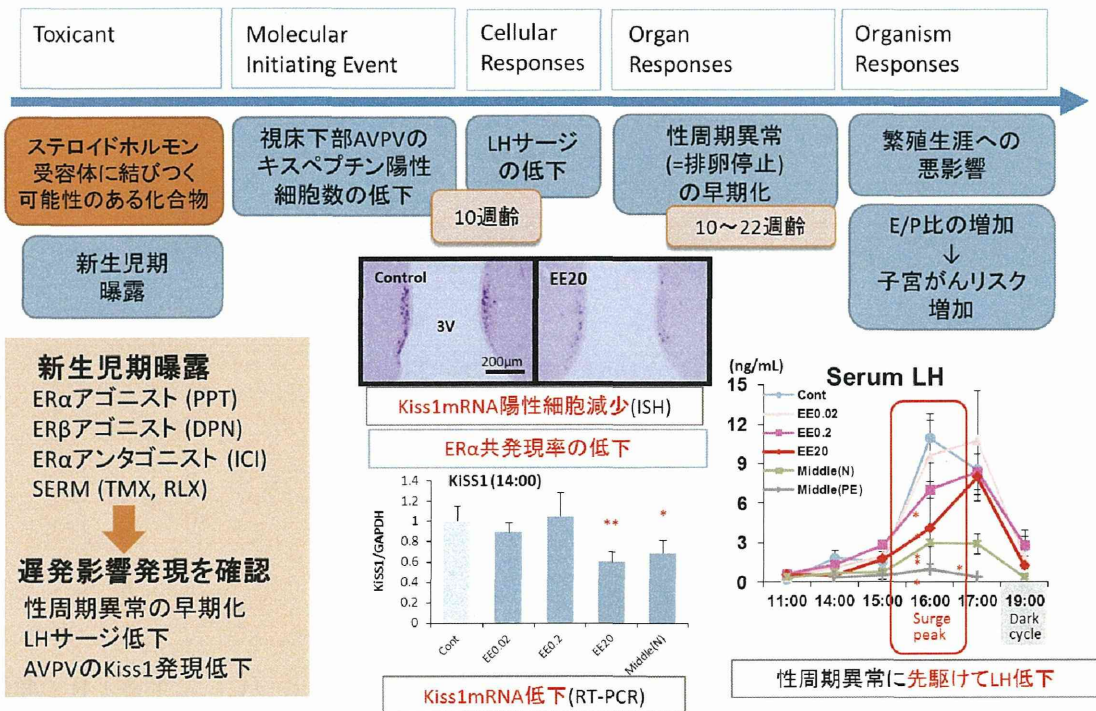 Toxicant
Molecular
Initiating Event
Cellular
Responses
Organ
Responses
Organism
Responses
ステロイドホルモン
受容体に結びつく
可能性のある化合物
視床下部AVPVの
キスペプチン陽性
細胞数の低下
LHサージ
の低下
性周期異常
(=排卵停止)
の早期化
繁殖生涯への
悪影響
10週齢
10～22週齢
新生児期
曝露
E/P比の増加
↓
子宮がんリスク
増加
Control
3V
200μm
EE20
Kiss1mRNA陽性細胞減少(ISH)
ERα共発現率の低下
新生児期曝露
ERαアゴニスト (PPT)
ERβアゴニスト (DPN)
ERαアンタゴニスト (ICI)
SERM (TMX, RLX)
遅発影響発現を確認
性周期異常の早期化
LHサージ低下
AVPVのKiss1発現低下
KiSS1 (14:00)
KiSS1/GAPDH
1.4
1.2
1
0.8
0.6
0.4
0.2
0
** *
Cont EE0.02 EE0.2 EE20 Middle(N)
Kiss1mRNA低下(RT-PCR)
(ng/mL)
Serum LH
15
12
9
6
3
0
Cont
EE0.02
EE0.2
EE20
Middle(N)
Middle(PE)
*
*
*
*
*
11:00 14:00 15:00 16:00 17:00 19:00
Surge
peak
Dark
cycle
性周期異常に先駆けてLH低下